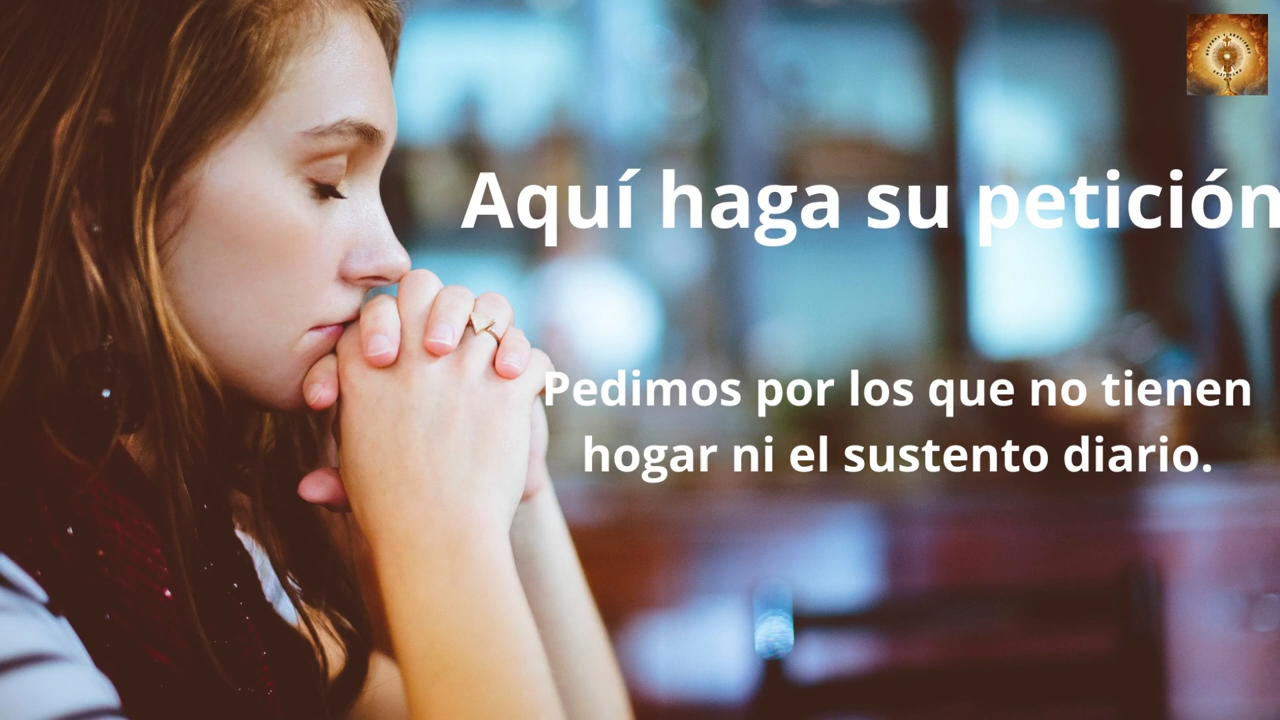 Aquí haga su petición
Pedimos por los que no tienen
hogar ni el sustento diario.